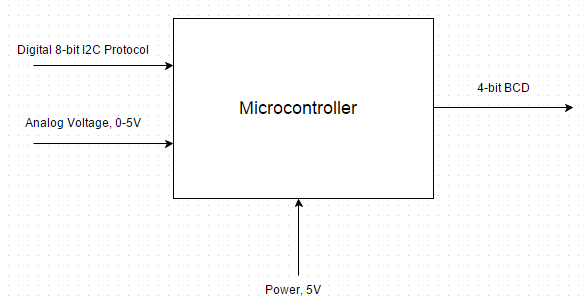 Digital 8-bit I2C Protocol
4-bit BCD
Microcontroller
Analog Voltage, 0-5V
Power, 5V